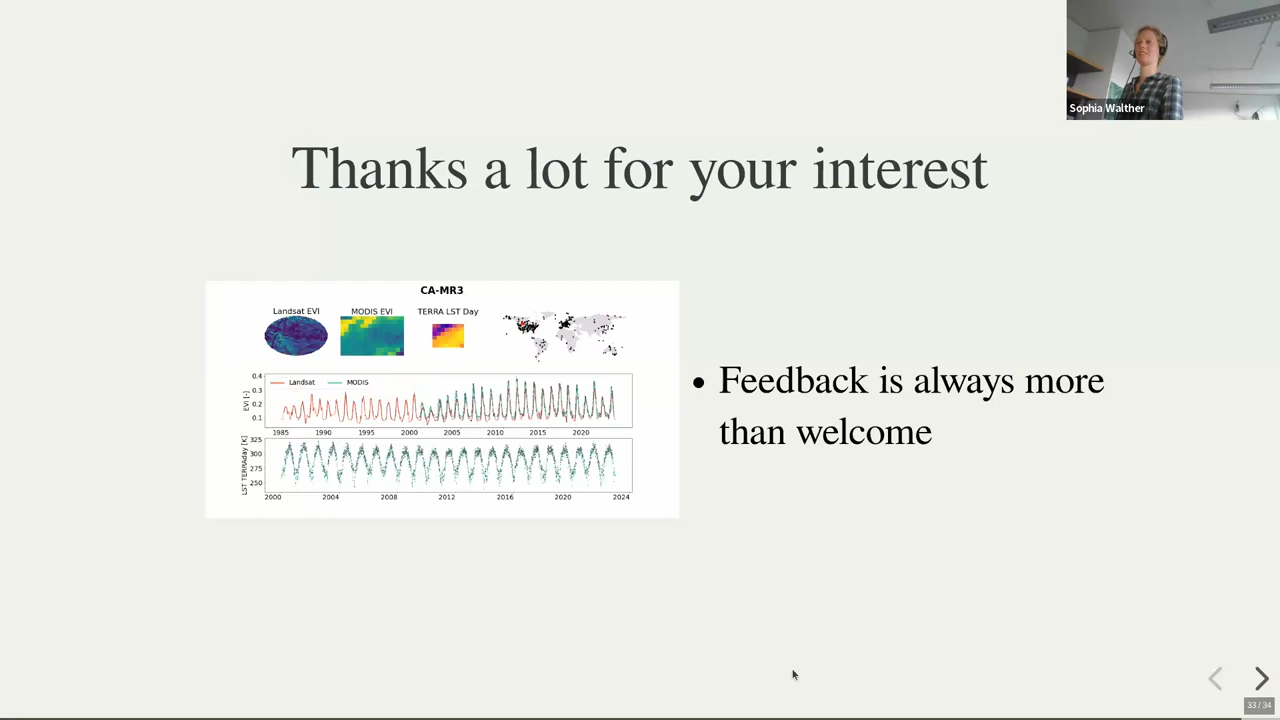 Sophia Walther
Thanks a lot for your interest
CA-MR3
Landsat EVI
MODIS EVI
TERRA LST Day
EVI [-]
0.4
0.3
0.2
0.1
Landsat
MODIS
1985
1990
1995
2000
2005
2010
2015
2020
LST TERRAday [K]
325
300
275
250
2000
2004
2008
2012
2016
2020
2024
• Feedback is always more
than welcome
33 / 34